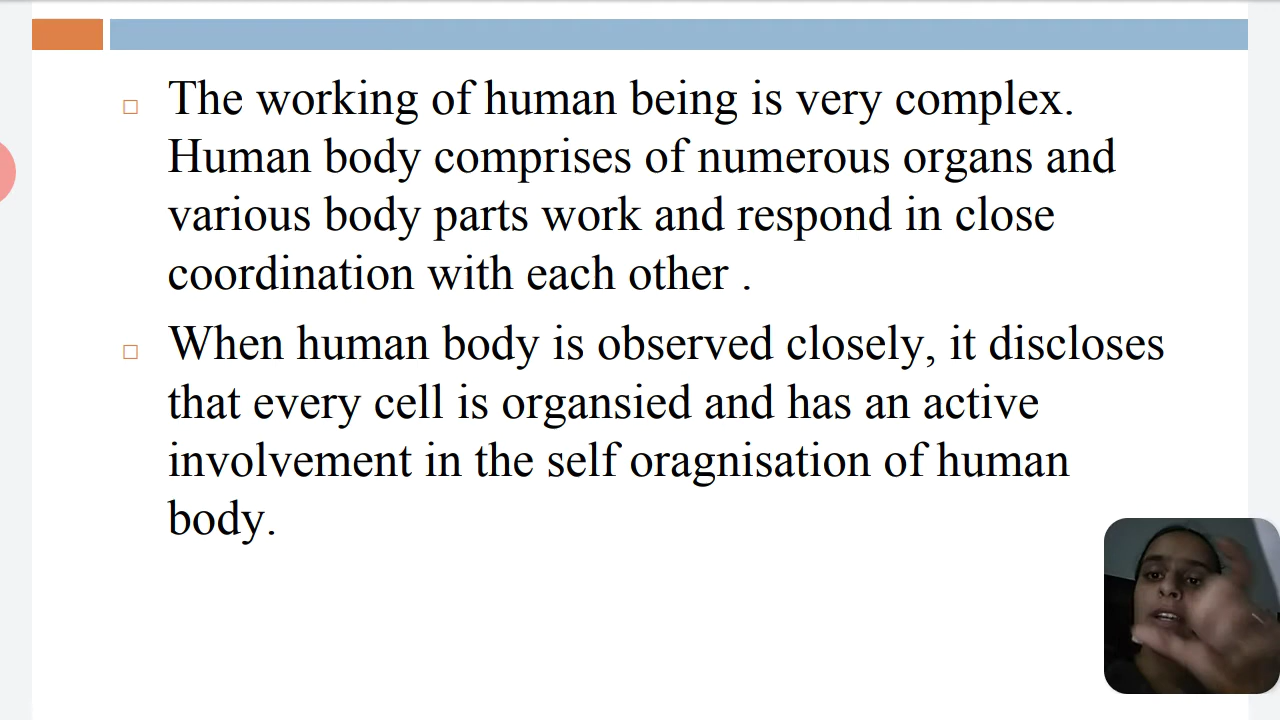 The working of human being is very complex.
Human body comprises of numerous organs and
various body parts work and respond in close
coordination with each other .
When human body is observed closely, it discloses
that every cell is organsied and has an active
involvement in the self oragnisation of human
body.